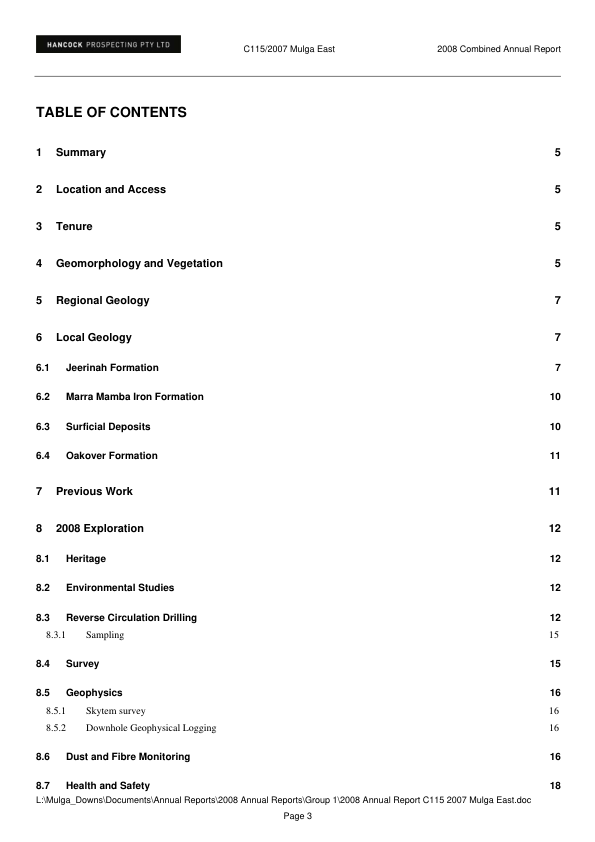 HANCOCK PROSPECTING PTY LTD C115/2007 Mulga East 2008 Combined Annual Report
TABLE OF CONTENTS
1 Summary 5
2 Location and Access 5
3 Tenure 5
4 Geomorphology and Vegetation 5
5 Regional Geology 7
6 Local Geology 7
6.1 Jeerinah Formation 7
6.2 Marra Mamba Iron Formation 10
6.3 Surficial Deposits 10
6.4 Oakover Formation 11
7 Previous Work 11
8 2008 Exploration 12
8.1 Heritage 12
8.2 Environmental Studies 12
8.3 Reverse Circulation Drilling 12
8.3.1 Sampling 15
8.4 Survey 15
8.5 Geophysics 16
8.5.1 Skytem survey 16
8.5.2 Downhole Geophysical Logging 16
8.6 Dust and Fibre Monitoring 16
8.7 Health and Safety 18
L:\Mulga_Downs\Documents\Annual Reports\2008 Annual Reports\Group 1\2008 Annual Report C115 2007 Mulga East.doc
Page 3